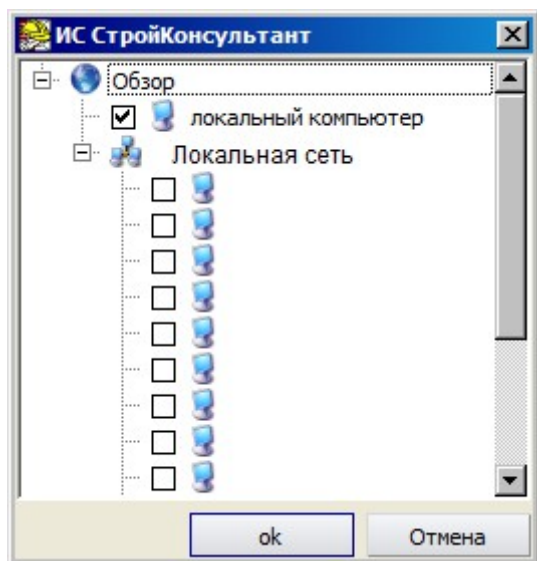 ИС СтройКонсультант
Обзор
локальный компьютер
Локальная сеть
ok
Отмена